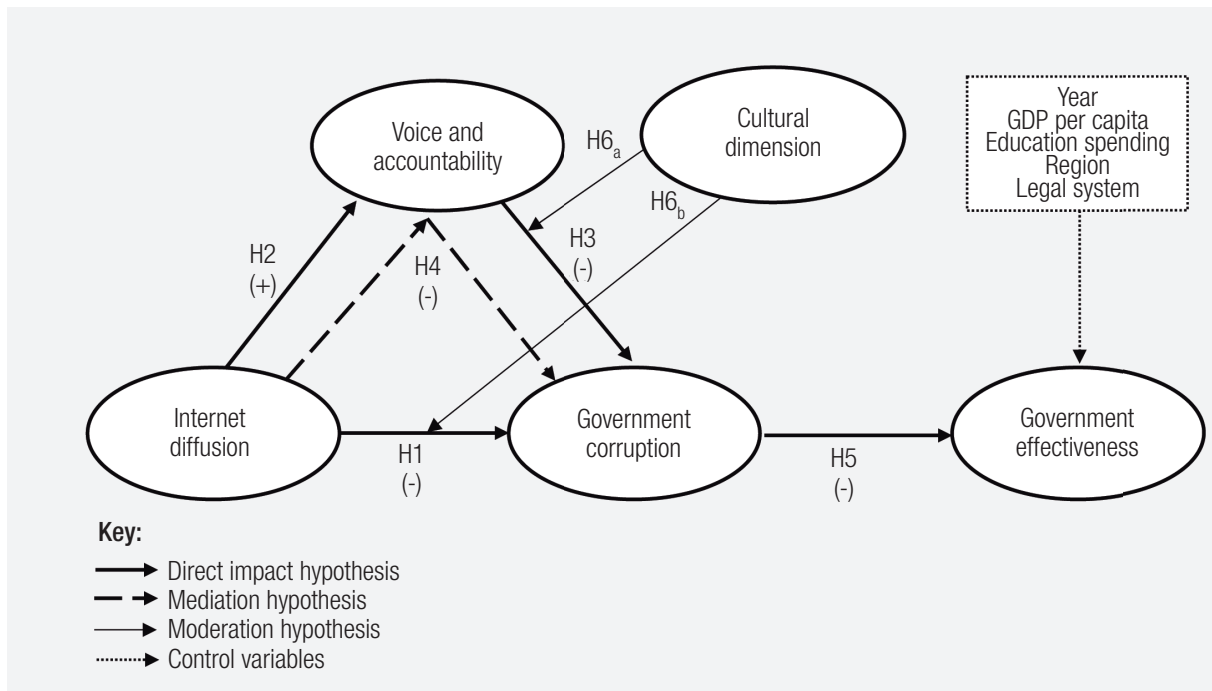 Voice and
accountability
Cultural
dimension
Year
GDP per capita
Education spending
Region
Legal system
H6a
H6b
H2
(+)
H4
(-)
H3
(-)
Internet
diffusion
H1
(-)
Government
corruption
H5
(-)
Government
effectiveness
Key:
Direct impact hypothesis
Mediation hypothesis
Moderation hypothesis
Control variables